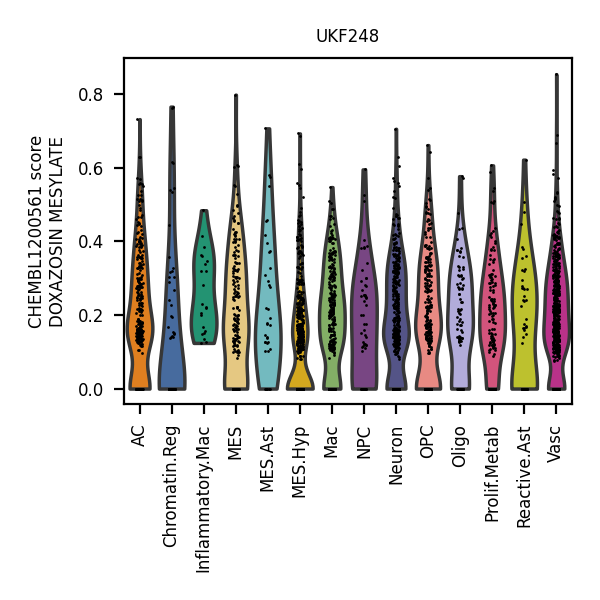 UKF248
CHEMBL1200561 score
DOXAZOSIN MESYLATE
0.8
0.6
0.4
0.2
0.0
AC
Chromatin.Reg
Inflammatory.Mac
MES
MES.Ast
MES.Hyp
Mac
NPC
Neuron
OPC
Oligo
Prolif.Metab
Reactive.Ast
Vasc